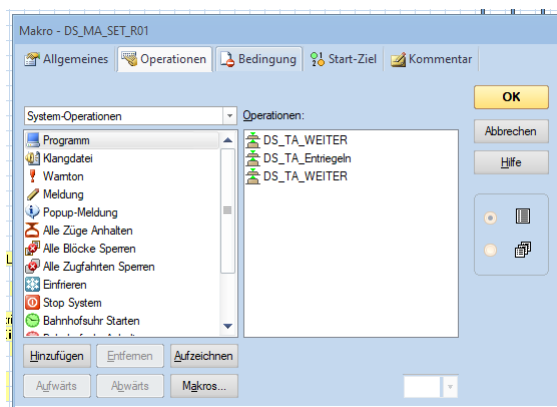 Makro - DS_MA_SET_R01
Allgemeines Operationen Bedingung Start-Ziel Kommentar
OK
System-Operationen Operationen:
Abbrechen
Programm DS_TA_WEITER
Klangdatei DS_TA_Entriegeln
Hilfe
Warnton DS_TA_WEITER
Meldung
Popup-Meldung
Alle Züge Anhalten
Alle Blöcke Sperren
Alle Zugfahrten Sperren
Einfrieren
Stop System
Bahnhofsuhr Starten
Hinzufügen Entfernen Aufzeichnen
Aufwärts Abwärts Makros...